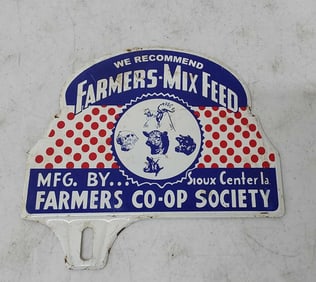 WE RECOMMEND
FARMERS-MIX FEED
MFG. BY... Sioux Center Ia
FARMERS CO-OP SOCIETY